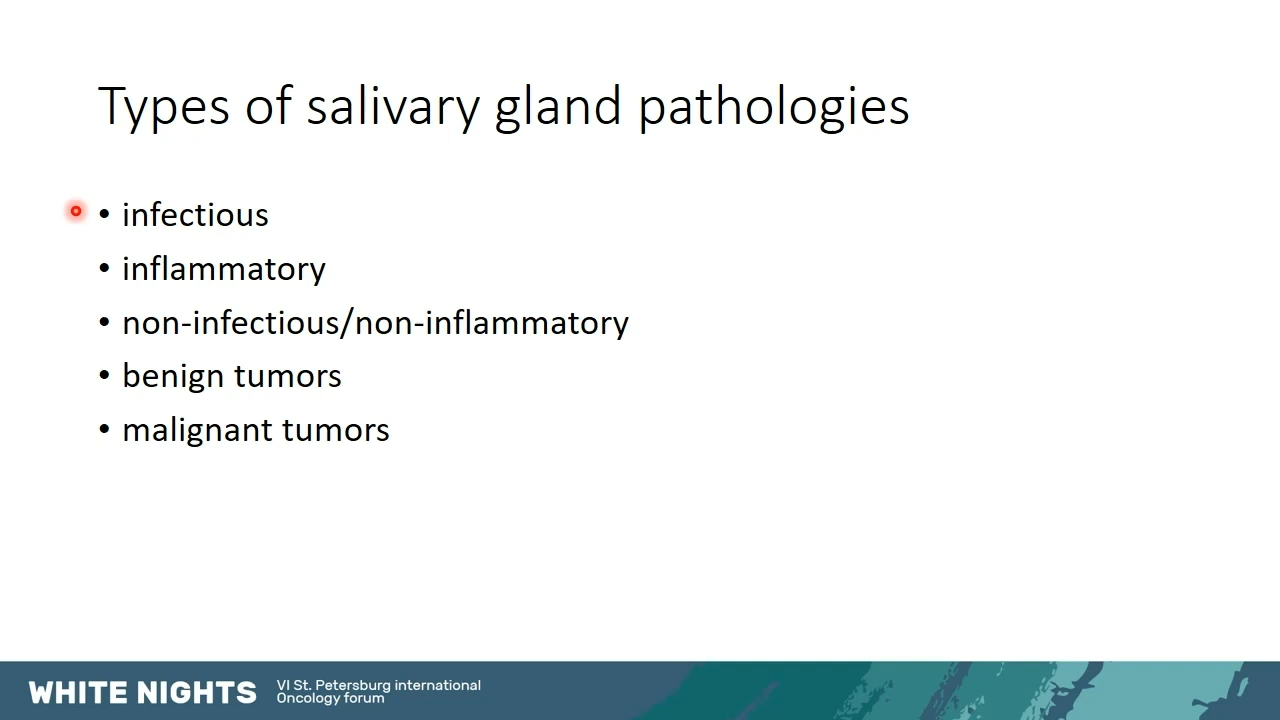 Types of salivary gland pathologies
• infectious
• inflammatory
• non-infectious/non-inflammatory
• benign tumors
• malignant tumors
WHITE NIGHTS
VI St. Petersburg international
Oncology forum